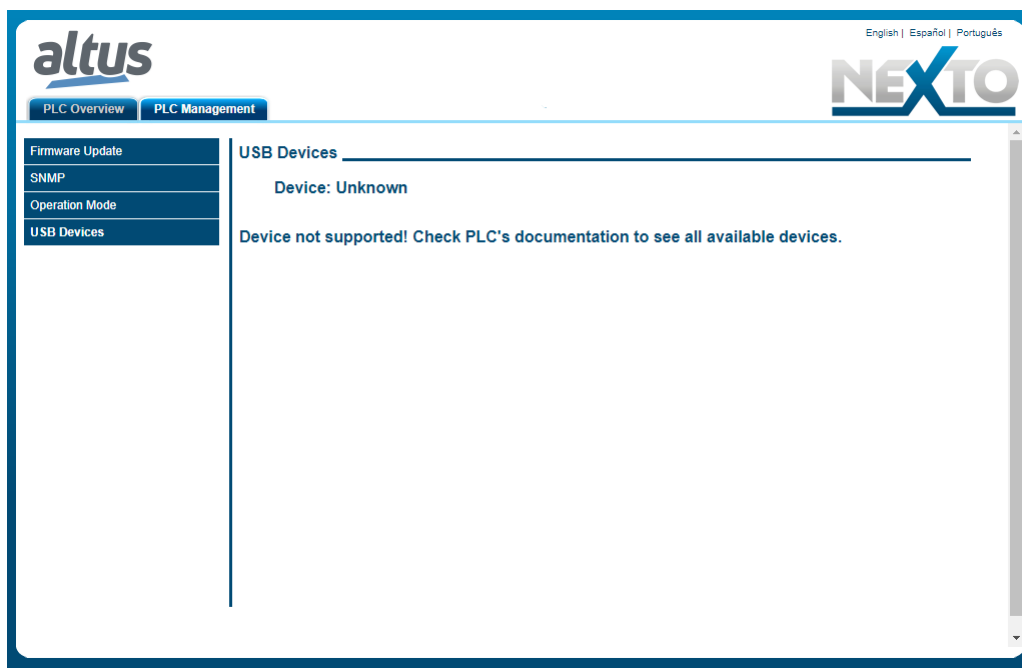 English | Español | Português
altus
NEXTO
PLC Overview
PLC Management
Firmware Update
SNMP
Operation Mode
USB Devices
USB Devices
Device: Unknown
Device not supported! Check PLC's documentation to see all available devices.